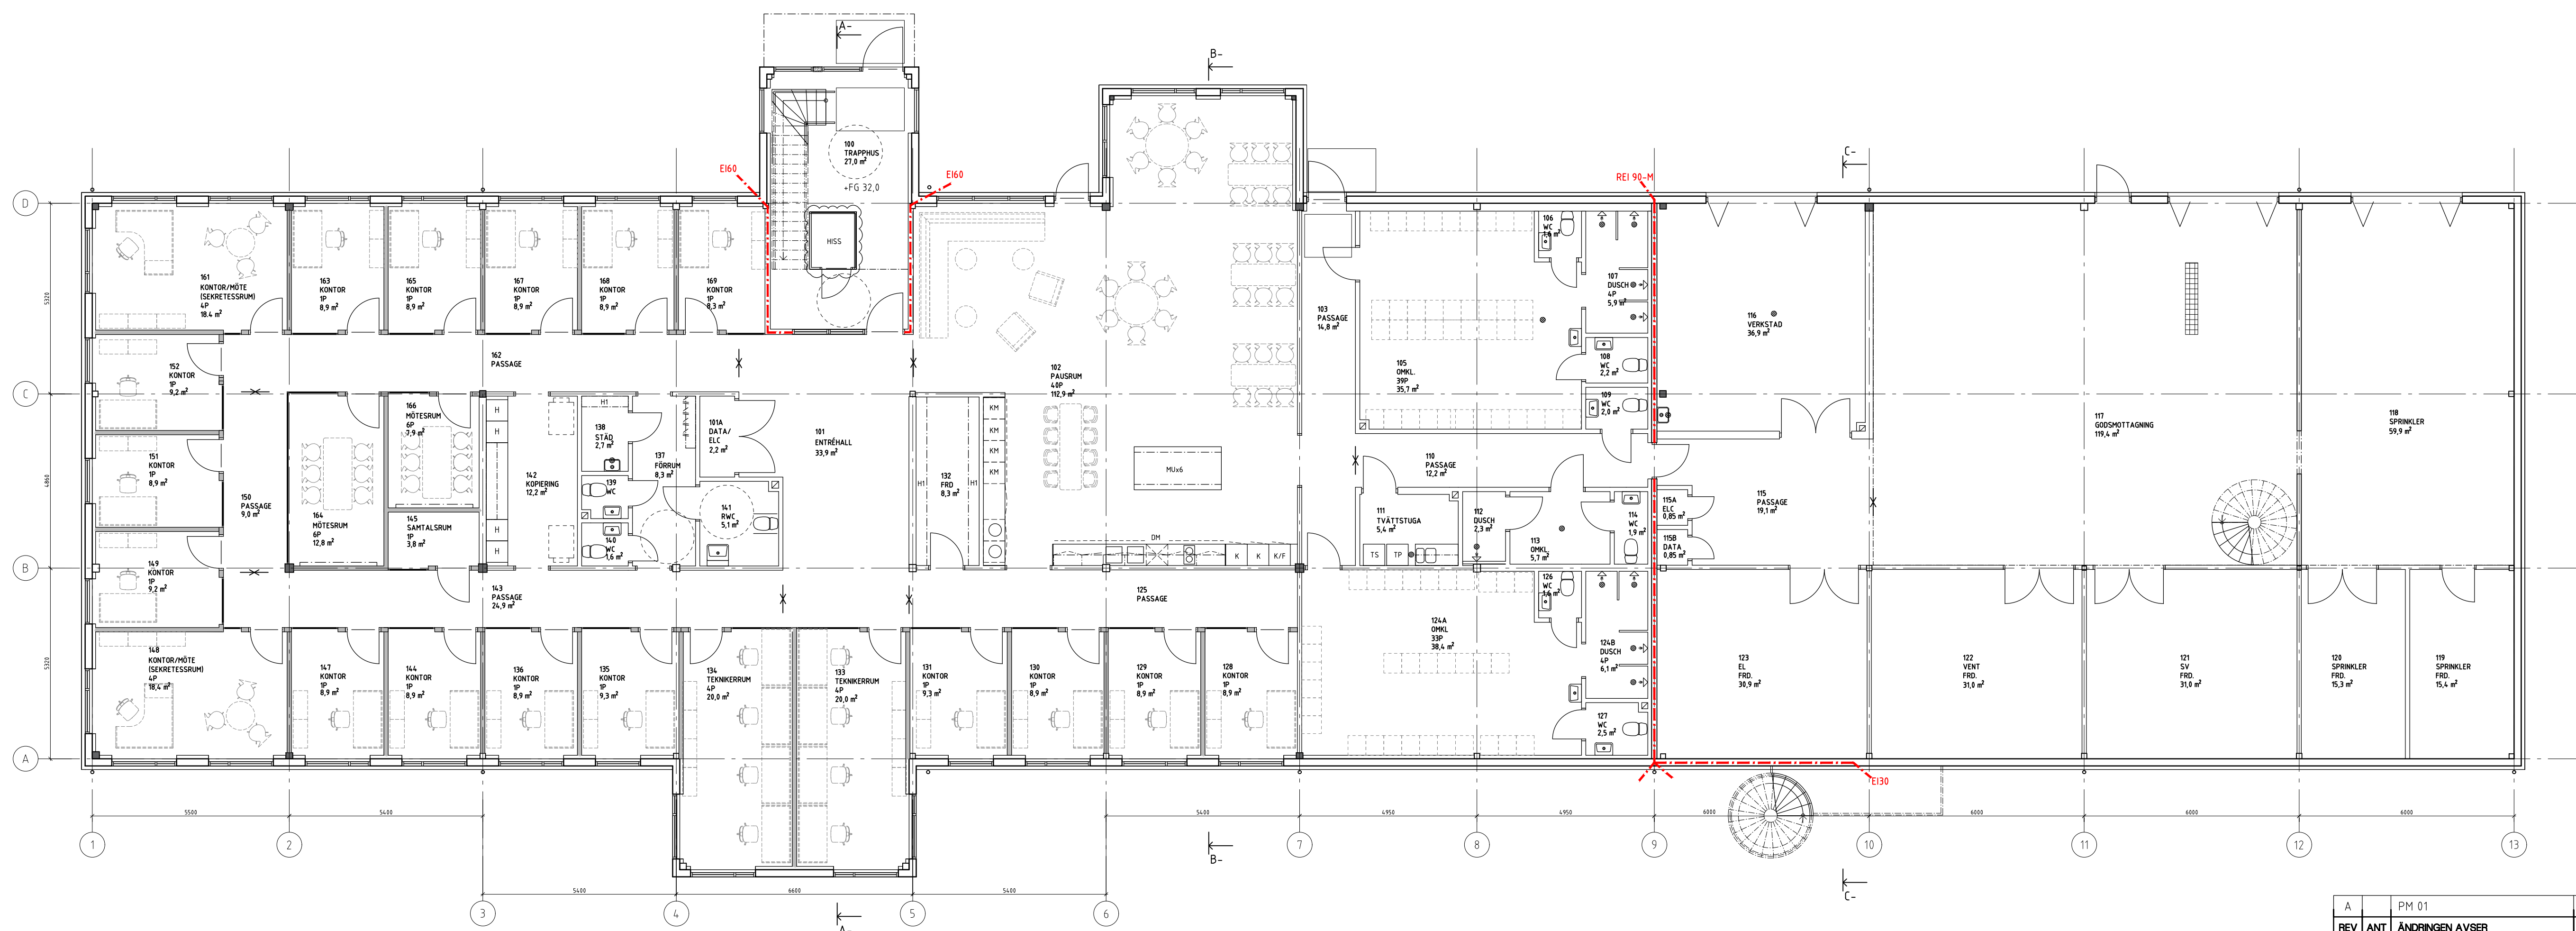 A-
B-
C-
EI60
EI60
REI 90-M
100
TRAPPHUS
27,0 m²
+FG 32,0
HISS
D
C
B
A
5320
4860
5320
161
KONTOR/MÖTE
(SEKRETESSRUM)
4P
18.4 m²
163
KONTOR
1P
8,9 m²
165
KONTOR
1P
8,9 m²
167
KONTOR
1P
8,9 m²
168
KONTOR
1P
8,9 m²
169
KONTOR
1P
8,3 m²
162
PASSAGE
152
KONTOR
1P
9,2 m²
151
KONTOR
1P
8,9 m²
149
KONTOR
1P
9,2 m²
150
PASSAGE
9,0 m²
164
MÖTESRUM
6P
12,8 m²
166
MÖTESRUM
6P
7,9 m²
145
SAMTALSRUM
1P
3,8 m²
H
H
H
H
142
KOPIERING
12,2 m²
H1
138
STÄD
2,7 m²
139
WC
140
WC
1,6 m²
137
FÖRRUM
8,3 m²
101A
DATA/
ELC
2,2 m²
141
RWC
5,1 m²
101
ENTRÉHALL
33,9 m²
H1
132
FRD
8,3 m²
H1
KM
KM
KM
KM
102
PAUSRUM
40P
112,9 m²
MUx6
DM
K
K
K/F
103
PASSAGE
14,8 m²
105
OMKL.
39P
35,7 m²
106
WC
1,6 m²
107
DUSCH
4P
5,9 m²
108
WC
2,2 m²
109
WC
2,0 m²
110
PASSAGE
12,2 m²
111
TVÄTTSTUGA
5,4 m²
TS
TP
112
DUSCH
2,3 m²
113
OMKL.
5,7 m²
114
WC
1,9 m²
115A
ELC
0,85 m²
115B
DATA
0,85 m²
115
PASSAGE
19,1 m²
116
VERKSTAD
36,9 m²
117
GODSMOTTAGNING
119,4 m²
118
SPRINKLER
59,9 m²
143
PASSAGE
24,9 m²
125
PASSAGE
148
KONTOR/MÖTE
(SEKRETESSRUM)
4P
18,4 m²
147
KONTOR
1P
8,9 m²
144
KONTOR
1P
8,9 m²
136
KONTOR
1P
8,9 m²
135
KONTOR
1P
9,3 m²
134
TEKNIKERRUM
4P
20,0 m²
133
TEKNIKERRUM
4P
20,0 m²
131
KONTOR
1P
9,3 m²
130
KONTOR
1P
8,9 m²
129
KONTOR
1P
8,9 m²
128
KONTOR
1P
8,9 m²
124A
OMKL
33P
38,4 m²
126
WC
1,6 m²
124B
DUSCH
4P
6,1 m²
127
WC
2,5 m²
123
EL
FRD.
30,9 m²
122
VENT
FRD.
31,0 m²
121
SV
FRD.
31,0 m²
120
SPRINKLER
FRD.
15,3 m²
119
SPRINKLER
FRD.
15,4 m²
EI30
5500
5400
5400
4950
4950
6000
6000
6000
6000
1
2
7
8
9
10
11
12
13
B-
5400
6600
5400
3
4
5
6
A-
C-
A
PM 01
REV
ANT
ÄNDRINGEN AVSER